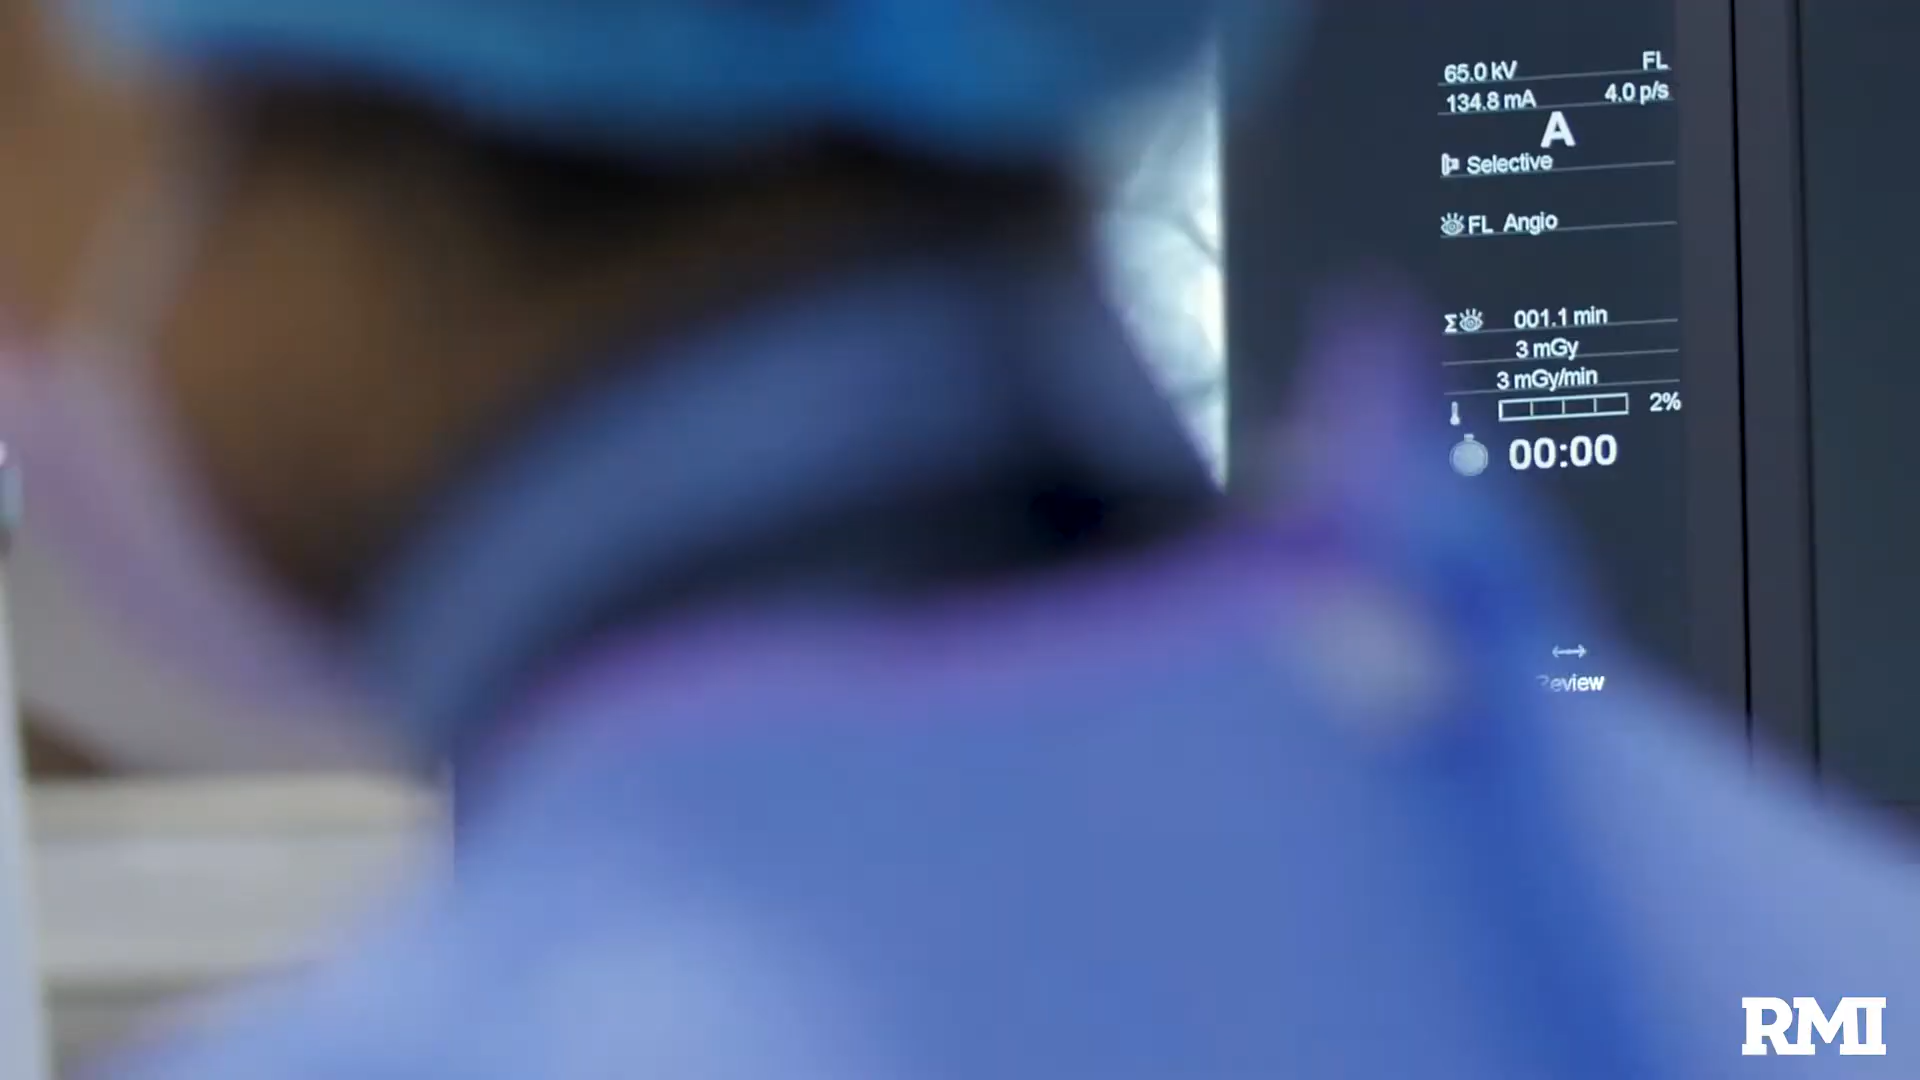 65.0 kV FL
134.8 mA 4.0 p/s
A
Selective
FL Angio
Σ 001.1 min
3 mGy
3 mGy/min
2%
00:00
Review
RMI